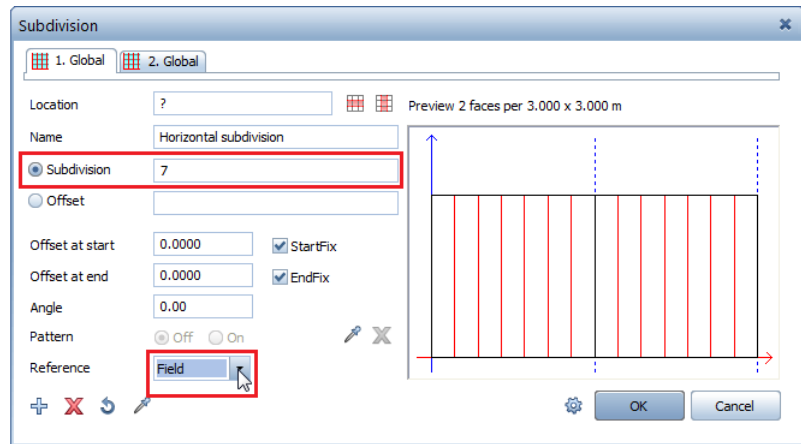 Subdivision
1. Global 2. Global
Location ? Preview 2 faces per 3.000 x 3.000 m
Name Horizontal subdivision
Subdivision 7
Offset
Offset at start 0.0000 StartFix
Offset at end 0.0000 EndFix
Angle 0.00
Pattern Off On
Reference Field
OK Cancel